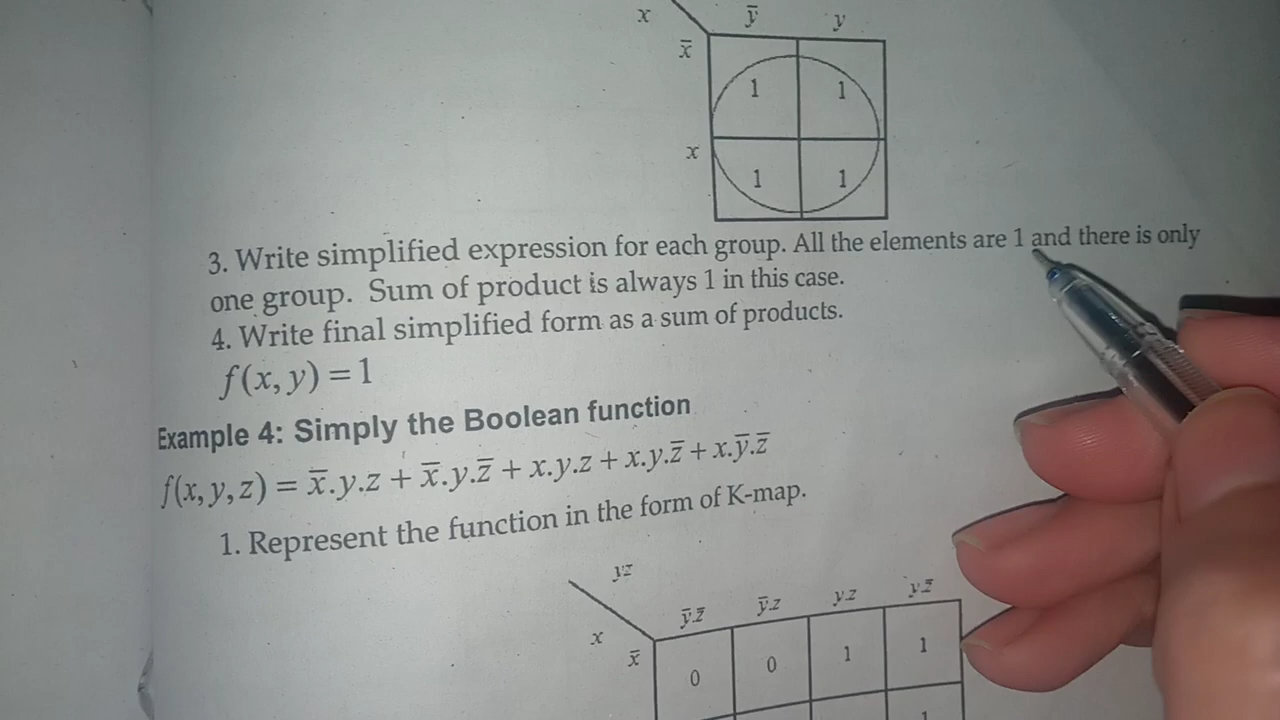 x ȳ y
x̄
1 1
x
1 1
3. Write simplified expression for each group. All the elements are 1 and there is only
one group. Sum of product is always 1 in this case.
4. Write final simplified form as a sum of products.
f(x, y) = 1
Example 4: Simply the Boolean function
f(x, y, z) = x̄.y.z + x̄.y.z̄ + x.y.z + x.y.z̄ + x.ȳ.z̄
1. Represent the function in the form of K-map.
yz
ȳ.z̄ ȳ.z y.z y.z̄
x
x̄ 0 0 1 1
1